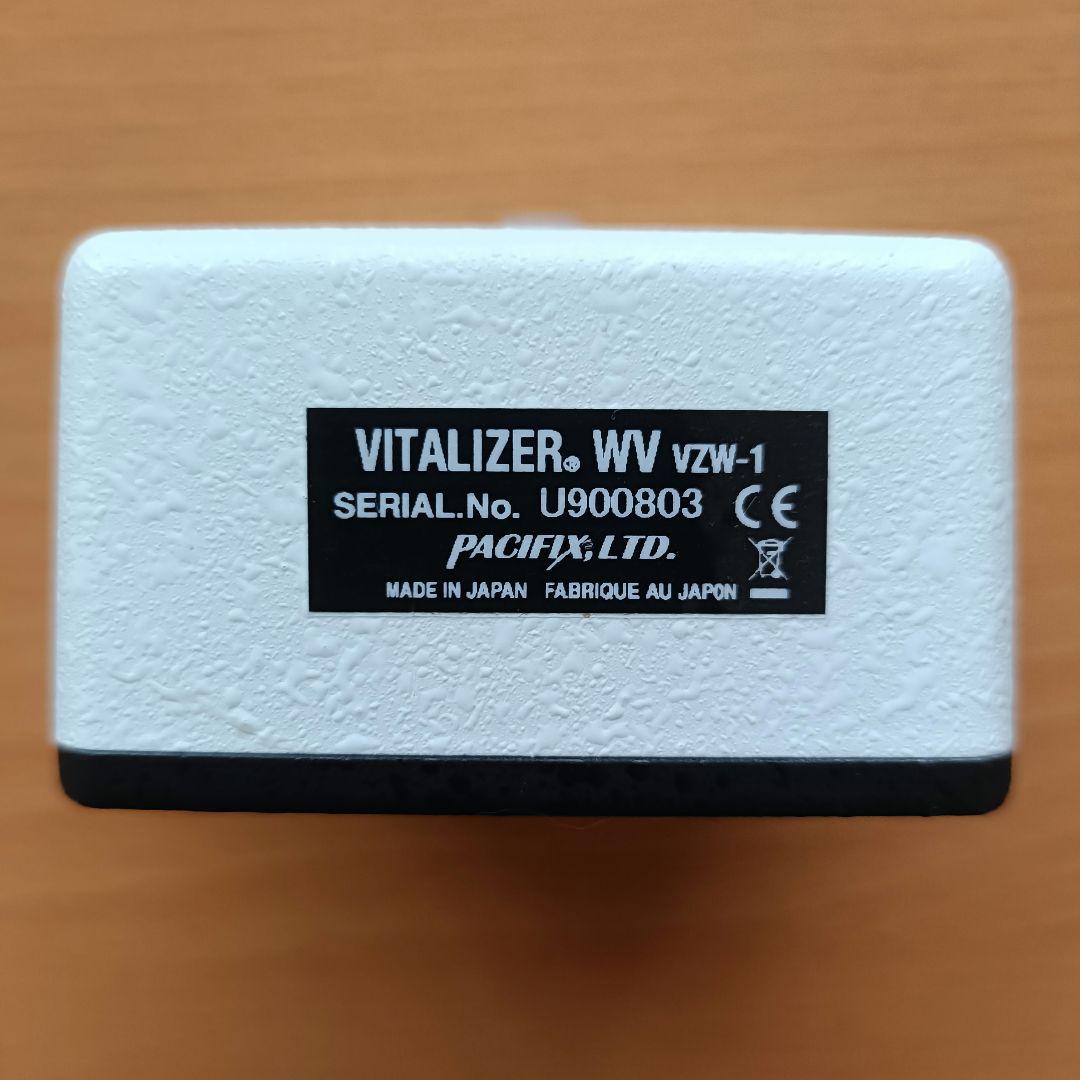 VITALIZER® WV VZW-1
SERIAL.No. U900803 CE
PACIFIX, LTD.
MADE IN JAPAN FABRIQUE AU JAPON